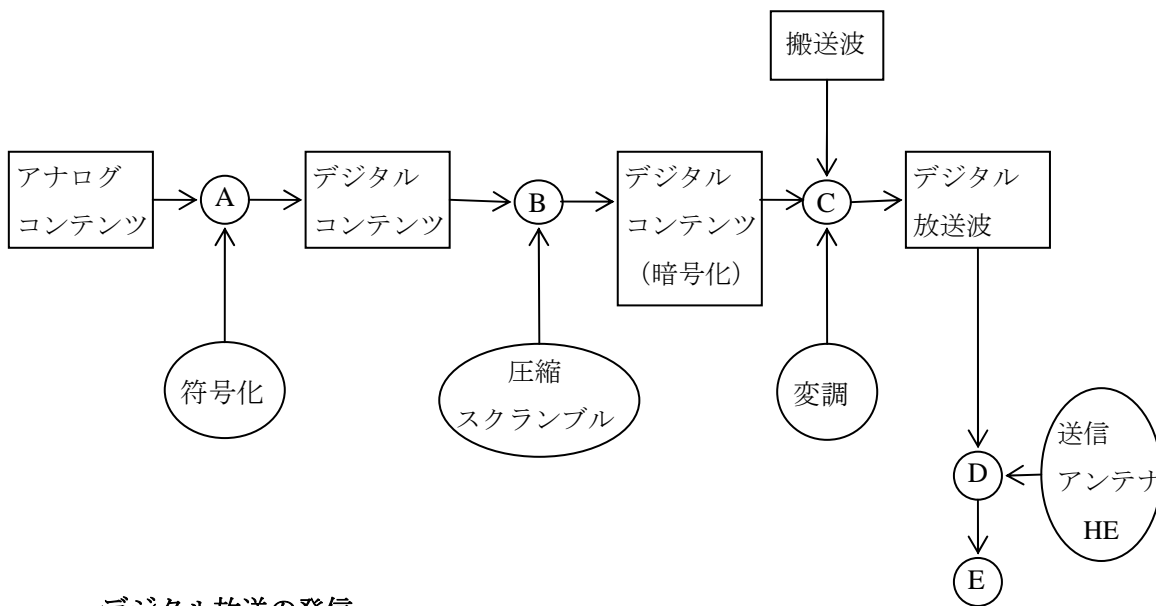 搬送波
アナログ
コンテンツ
A
デジタル
コンテンツ
B
デジタル
コンテンツ
（暗号化）
C
デジタル
放送波
符号化
圧縮
スクランブル
変調
D
送信
アンテナ
HE
E
デジタル放送の発信